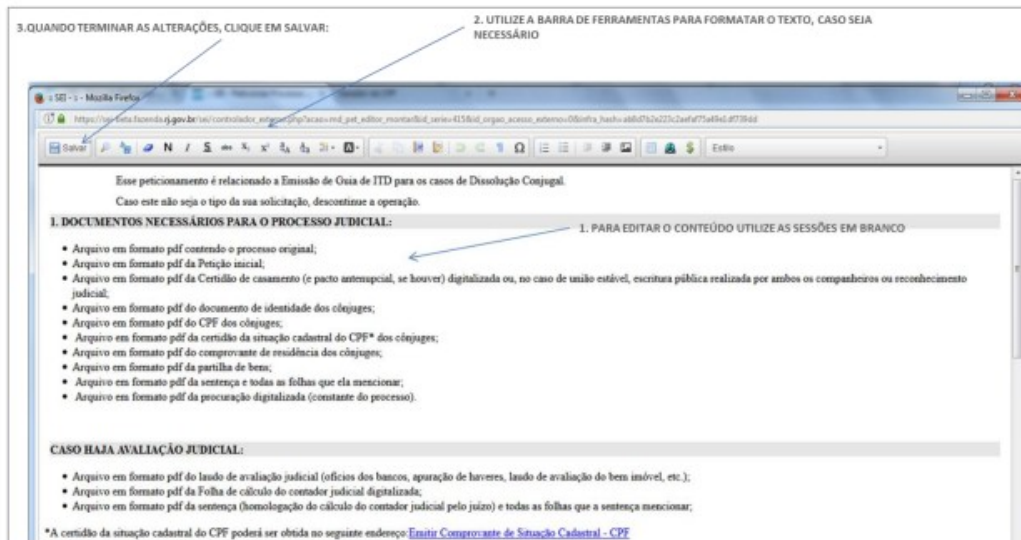 3.QUANDO TERMINAR AS ALTERAÇÕES, CLIQUE EM SALVAR:
2. UTILIZE A BARRA DE FERRAMENTAS PARA FORMATAR O TEXTO, CASO SEJA
NECESSÁRIO
:: SEI - :: - Mozilla Firefox
Salvar
Estilo
Esse peticionamento é relacionado a Emissão de Guia de ITD para os casos de Dissolução Conjugal.
Caso este não seja o tipo da sua solicitação, descontinue a operação.
1. DOCUMENTOS NECESSÁRIOS PARA O PROCESSO JUDICIAL:
1. PARA EDITAR O CONTEÚDO UTILIZE AS SESSÕES EM BRANCO
• Arquivo em formato pdf contendo o processo original;
• Arquivo em formato pdf da Petição inicial;
• Arquivo em formato pdf da Certidão de casamento (e pacto antenupcial, se houver) digitalizada ou, no caso de união estável, escritura pública realizada por ambos os companheiros ou reconhecimento
judicial;
• Arquivo em formato pdf do documento de identidade dos cônjuges;
• Arquivo em formato pdf do CPF dos cônjuges;
• Arquivo em formato pdf da certidão da situação cadastral do CPF* dos cônjuges;
• Arquivo em formato pdf do comprovante de residência dos cônjuges;
• Arquivo em formato pdf da partilha de bens;
• Arquivo em formato pdf da sentença e todas as folhas que ela mencionar;
• Arquivo em formato pdf da procuração digitalizada (constante do processo).
CASO HAJA AVALIAÇÃO JUDICIAL:
• Arquivo em formato pdf do laudo de avaliação judicial (ofícios dos bancos, apuração de haveres, laudo de avaliação do bem imóvel, etc.);
• Arquivo em formato pdf da Folha de cálculo do contador judicial digitalizada;
• Arquivo em formato pdf da sentença (homologação do cálculo do contador judicial pelo juízo) e todas as folhas que a sentença mencionar;
*A certidão da situação cadastral do CPF poderá ser obtida no seguinte endereço:Emitir Comprovante de Situação Cadastral - CPF